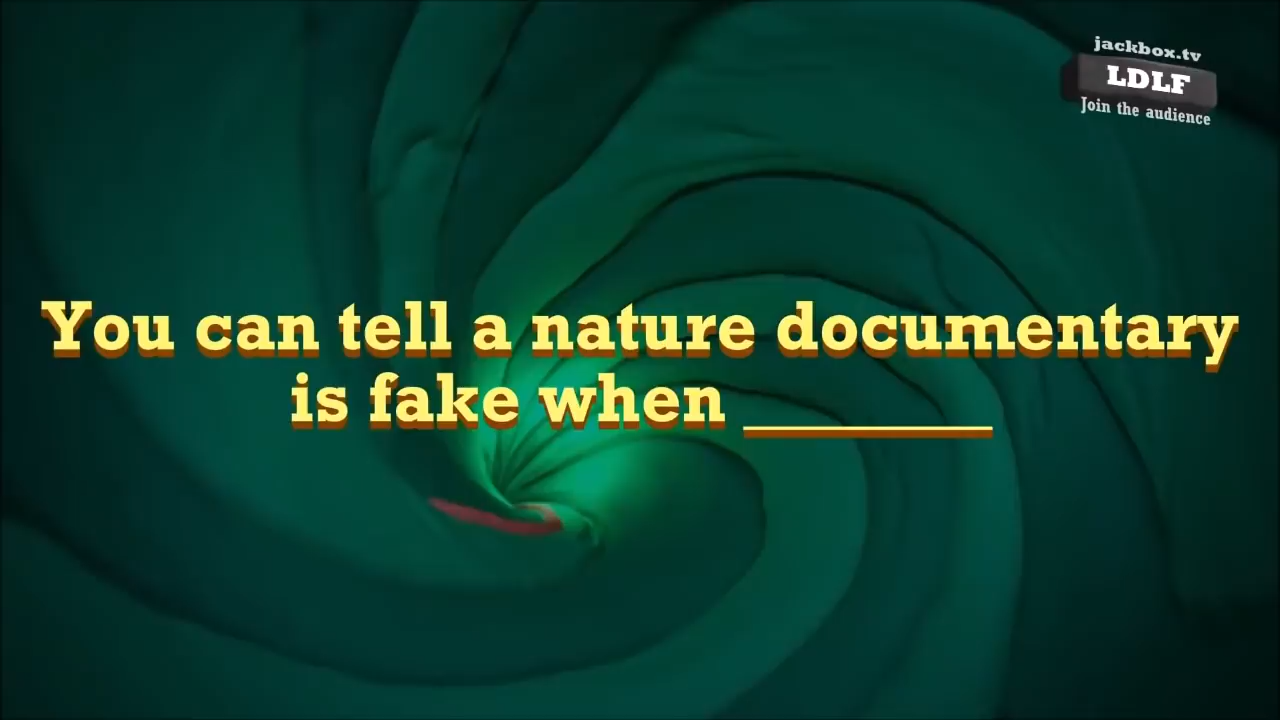 jackbox.tv
LDLF
Join the audience
You can tell a nature documentary
is fake when ________